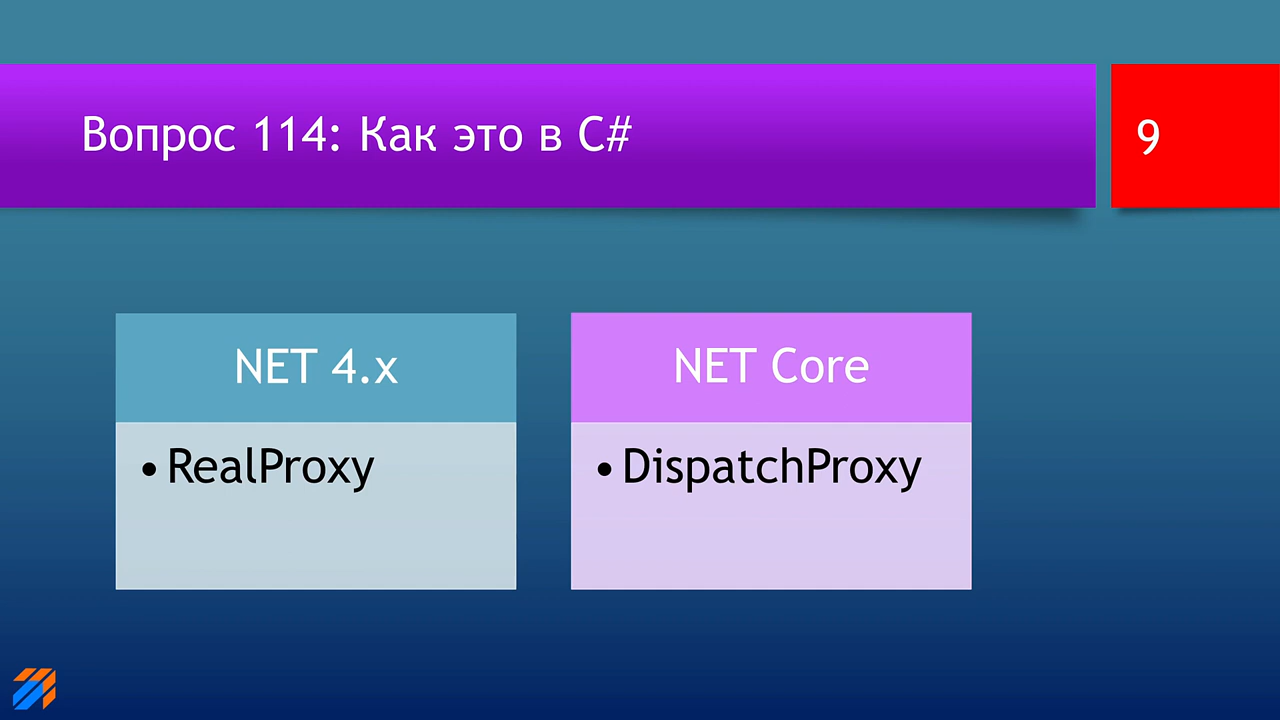 Вопрос 114: Как это в C#
9
NET 4.x
NET Core
•RealProxy
•DispatchProxy